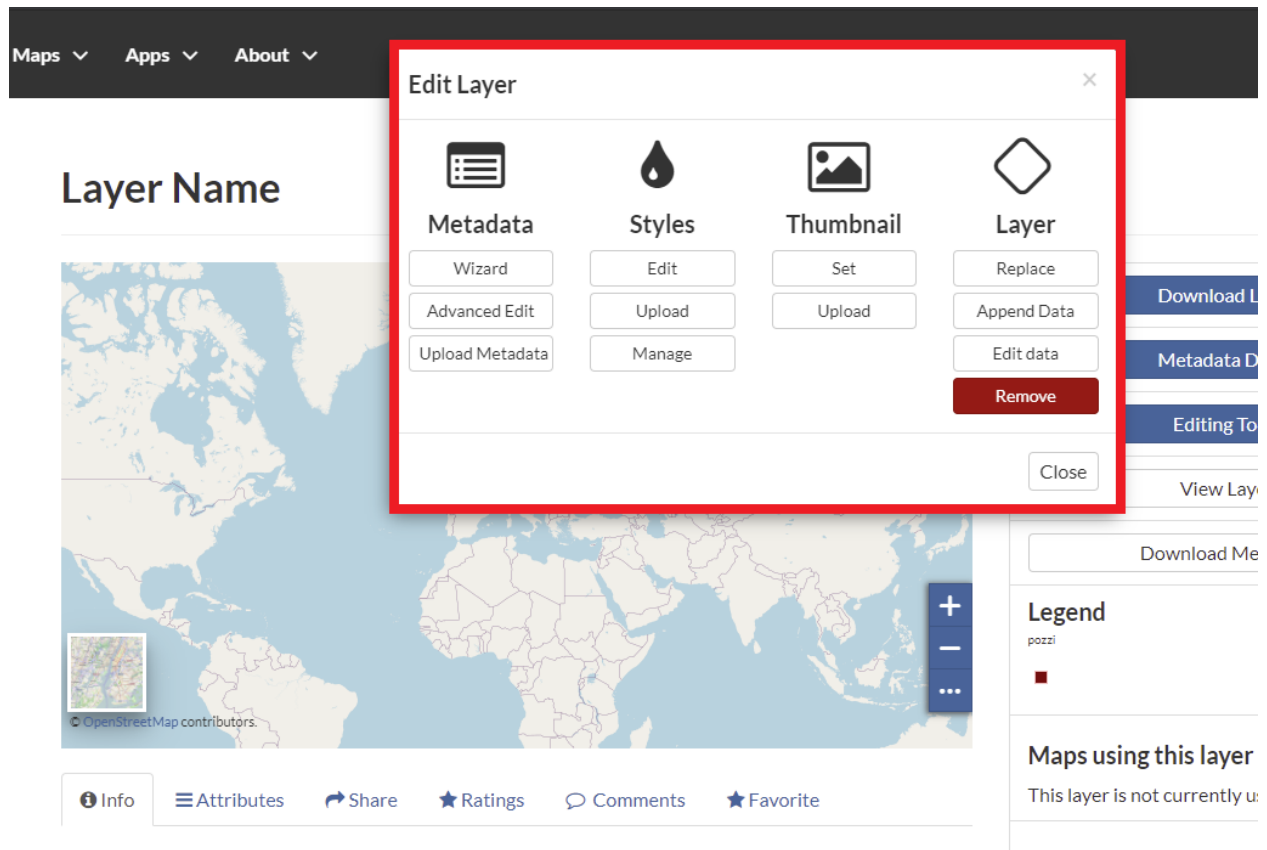 Maps Apps About
Edit Layer
×
Layer Name
Metadata Styles Thumbnail Layer
Wizard Edit Set Replace
Advanced Edit Upload Upload Append Data
Upload Metadata Manage Edit data
Remove
Close
Download L
Metadata D
Editing To
View Lay
Download Me
Legend
pozzi
+
−
...
© OpenStreetMap contributors.
Maps using this layer
This layer is not currently u
Info Attributes Share Ratings Comments Favorite